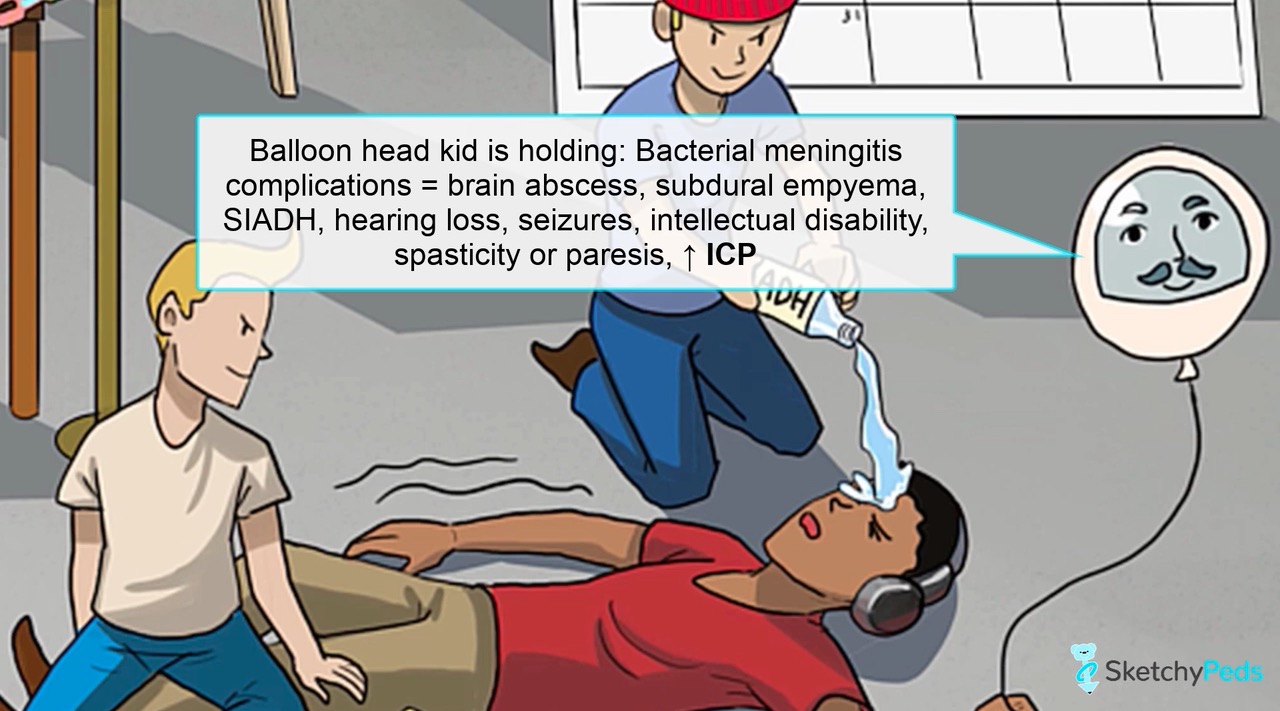 31
Balloon head kid is holding: Bacterial meningitis
complications = brain abscess, subdural empyema,
SIADH, hearing loss, seizures, intellectual disability,
spasticity or paresis, ↑ ICP
ADH
SketchyPeds